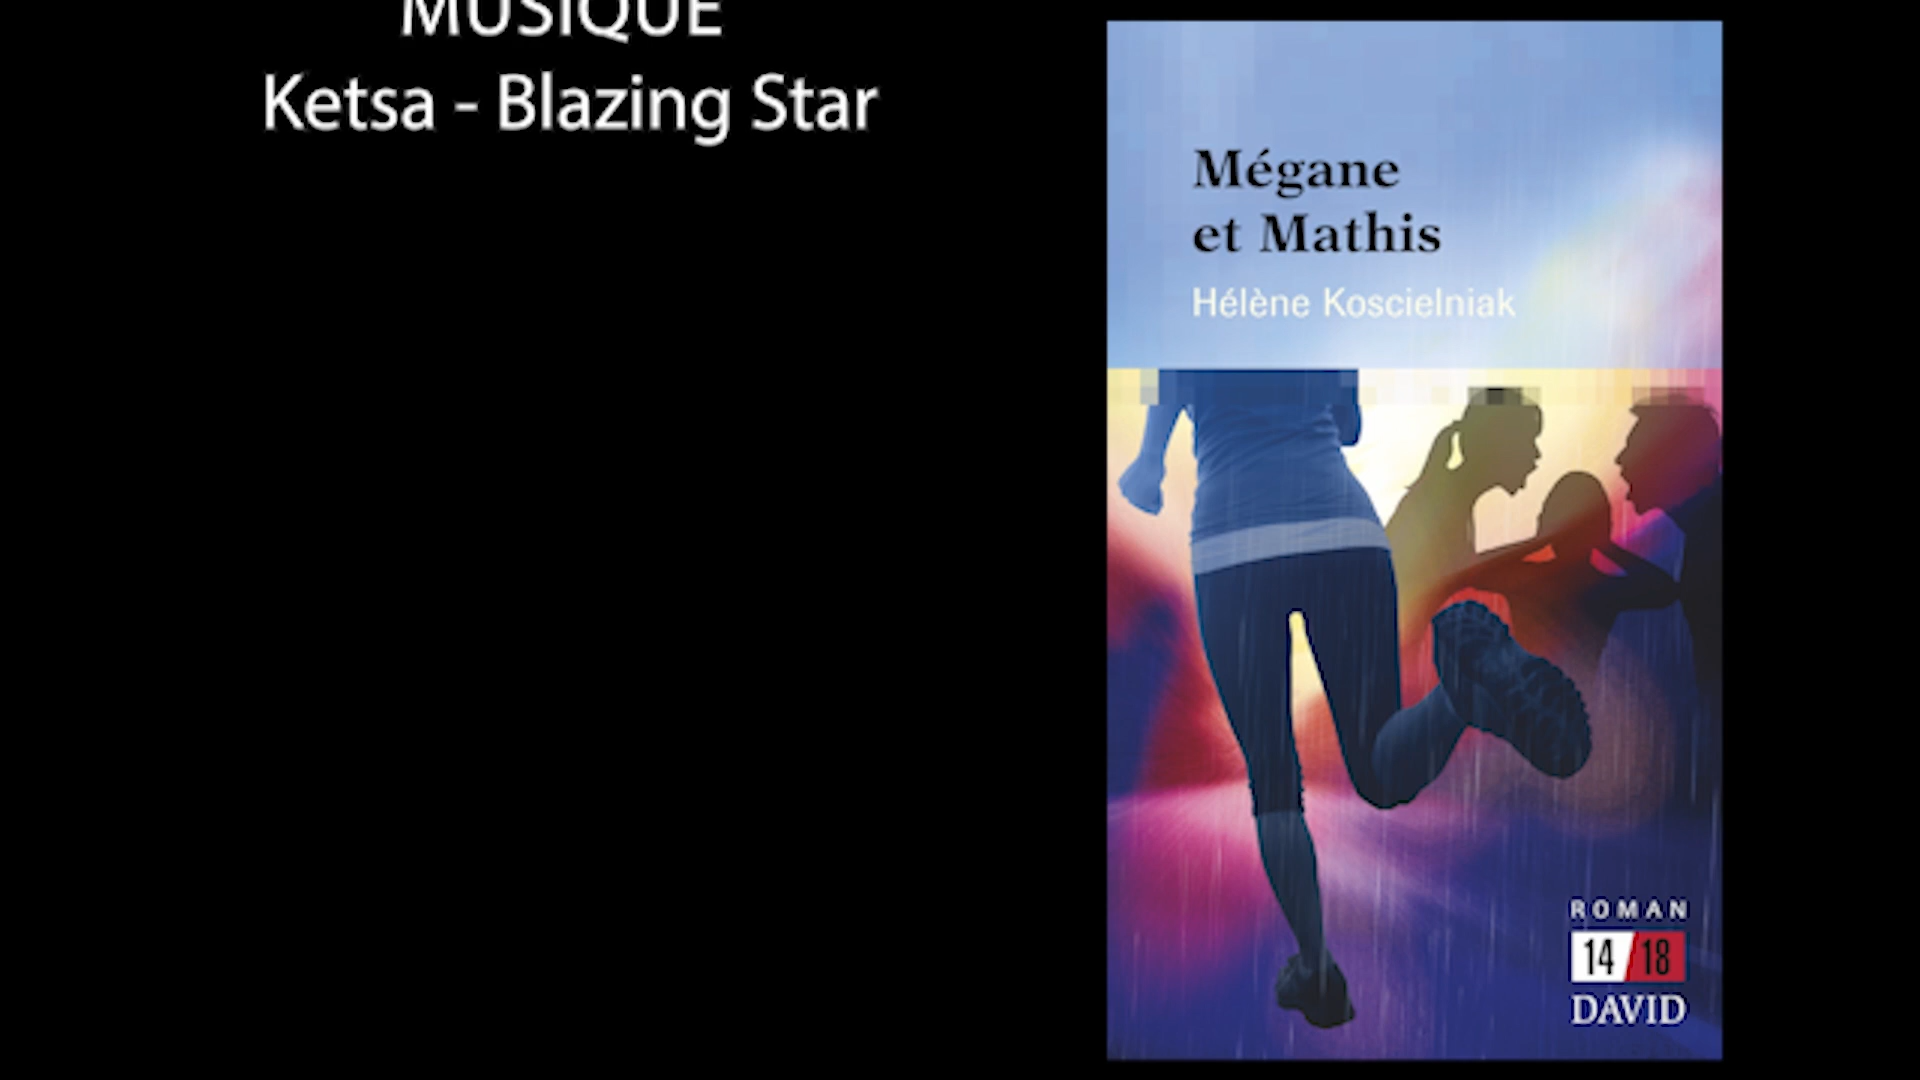 MUSIQUE
Ketsa - Blazing Star
Mégane
et Mathis
Hélène Koscielniak
ROMAN
14/18
DAVID